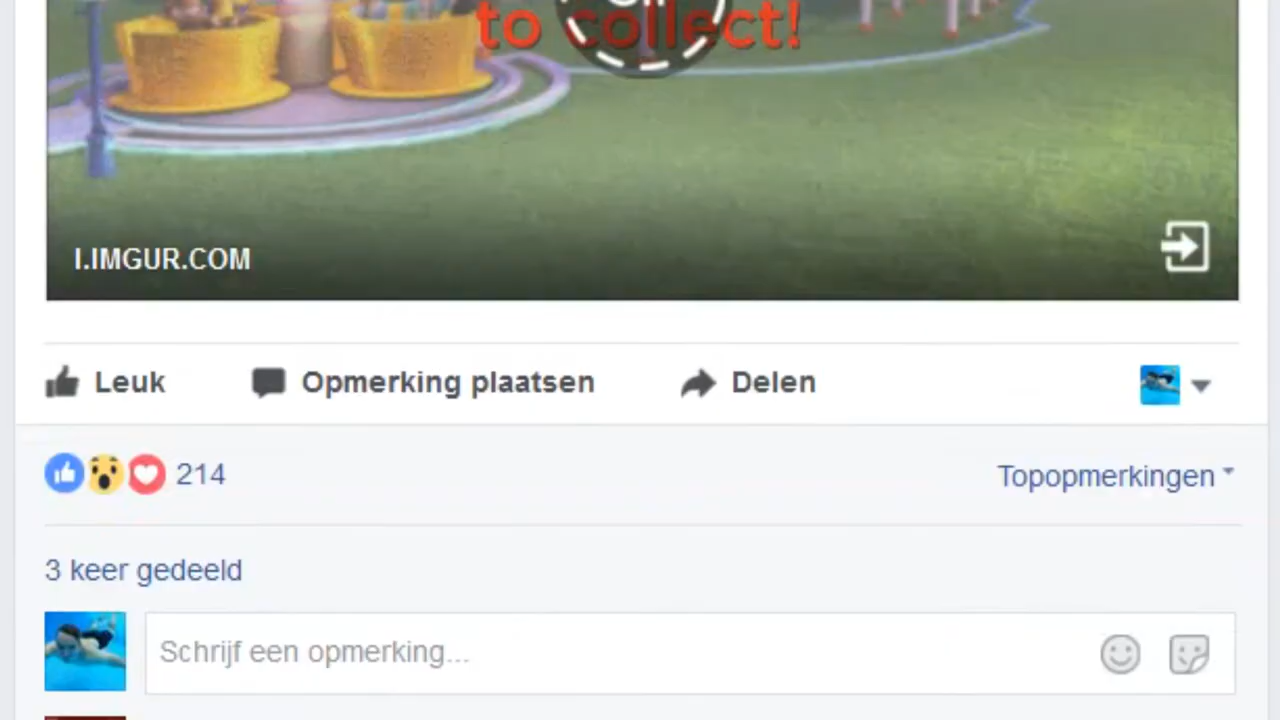 to collect!
I.IMGUR.COM
Leuk
Opmerking plaatsen
Delen
214
Topopmerkingen
3 keer gedeeld
Schrijf een opmerking...